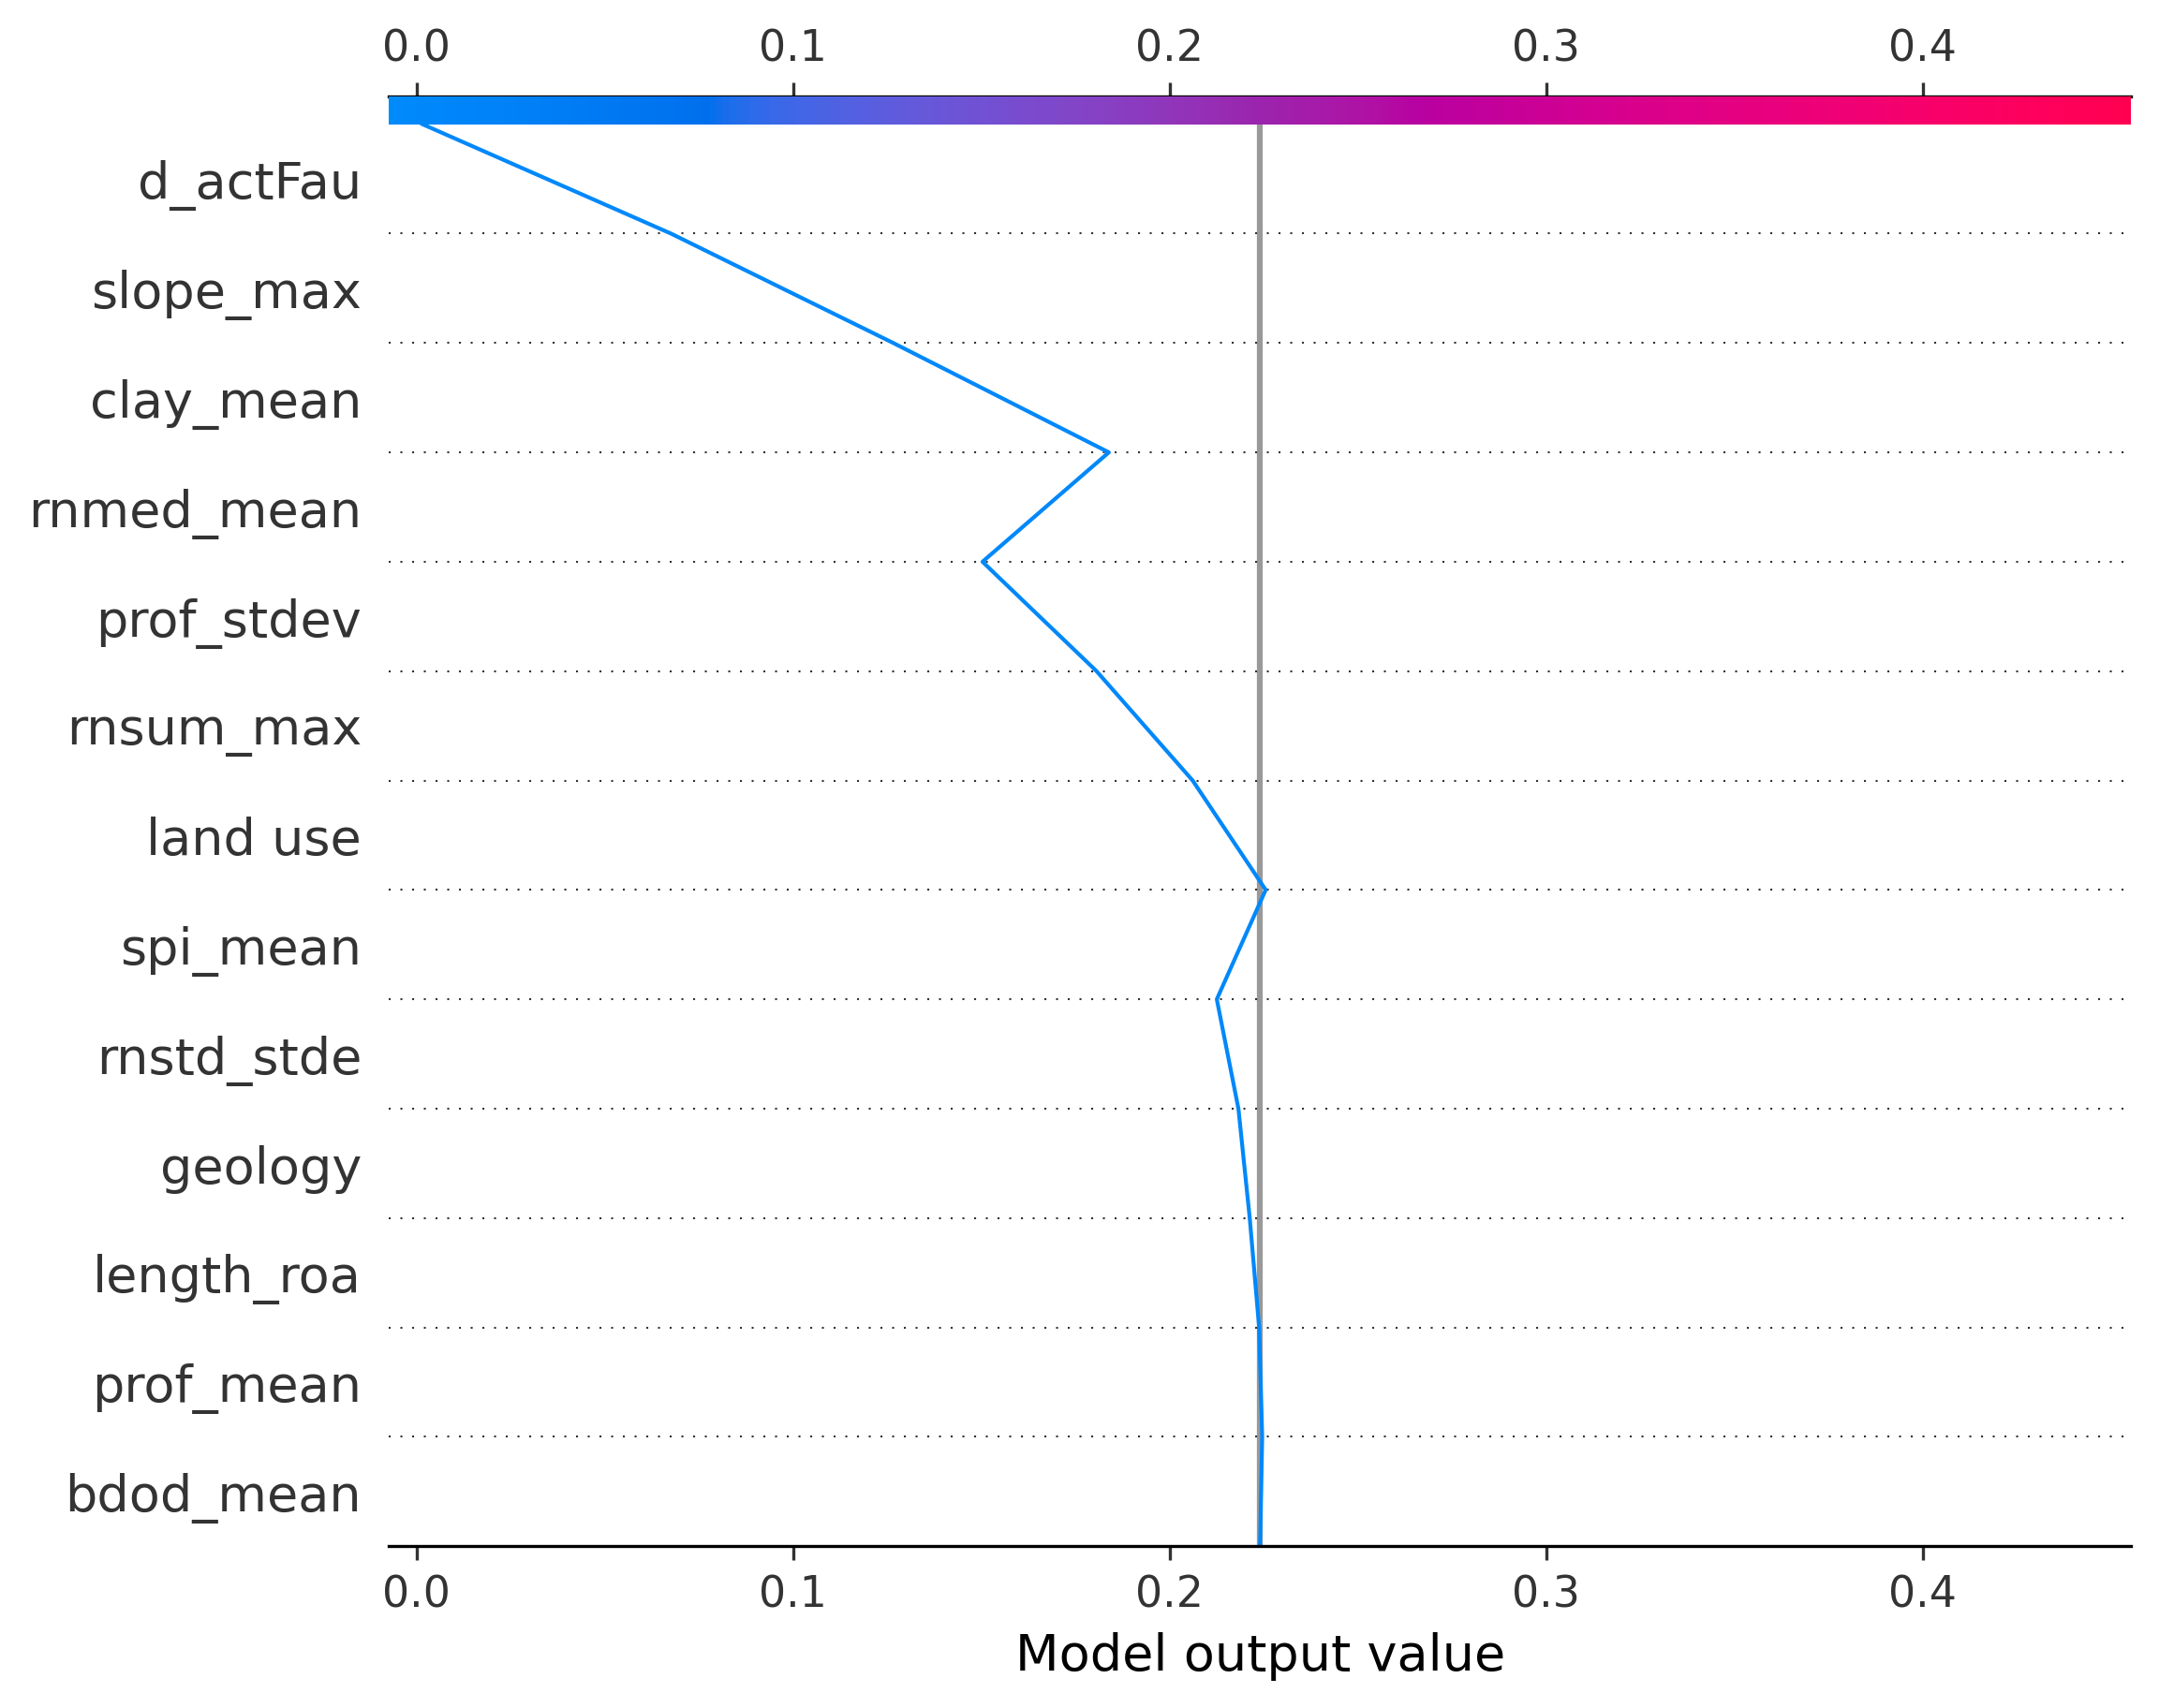 0.0 0.1 0.2 0.3 0.4
d_actFau
slope_max
clay_mean
rnmed_mean
prof_stdev
rnsum_max
land use
spi_mean
rnstd_stde
geology
length_roa
prof_mean
bdod_mean
0.0 0.1 0.2 0.3 0.4
Model output value